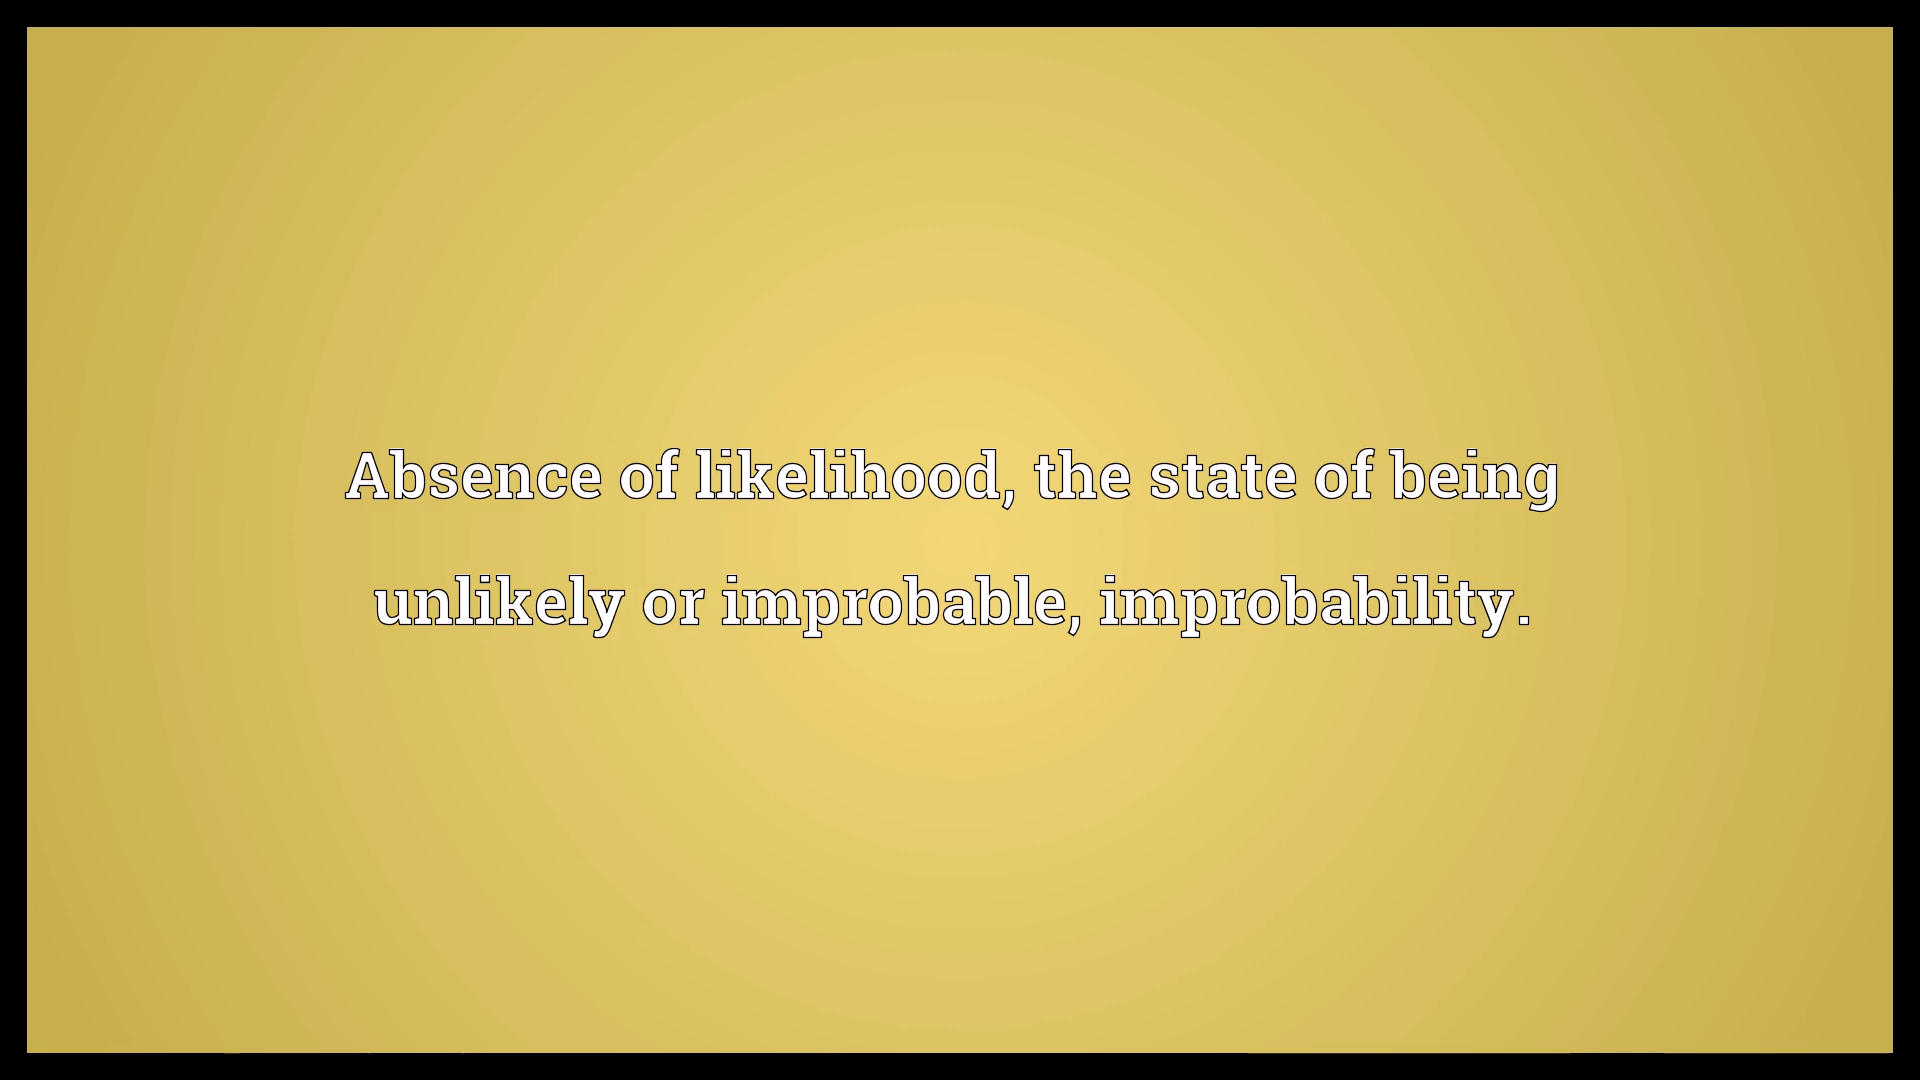 Absence of likelihood, the state of being
unlikely or improbable, improbability.